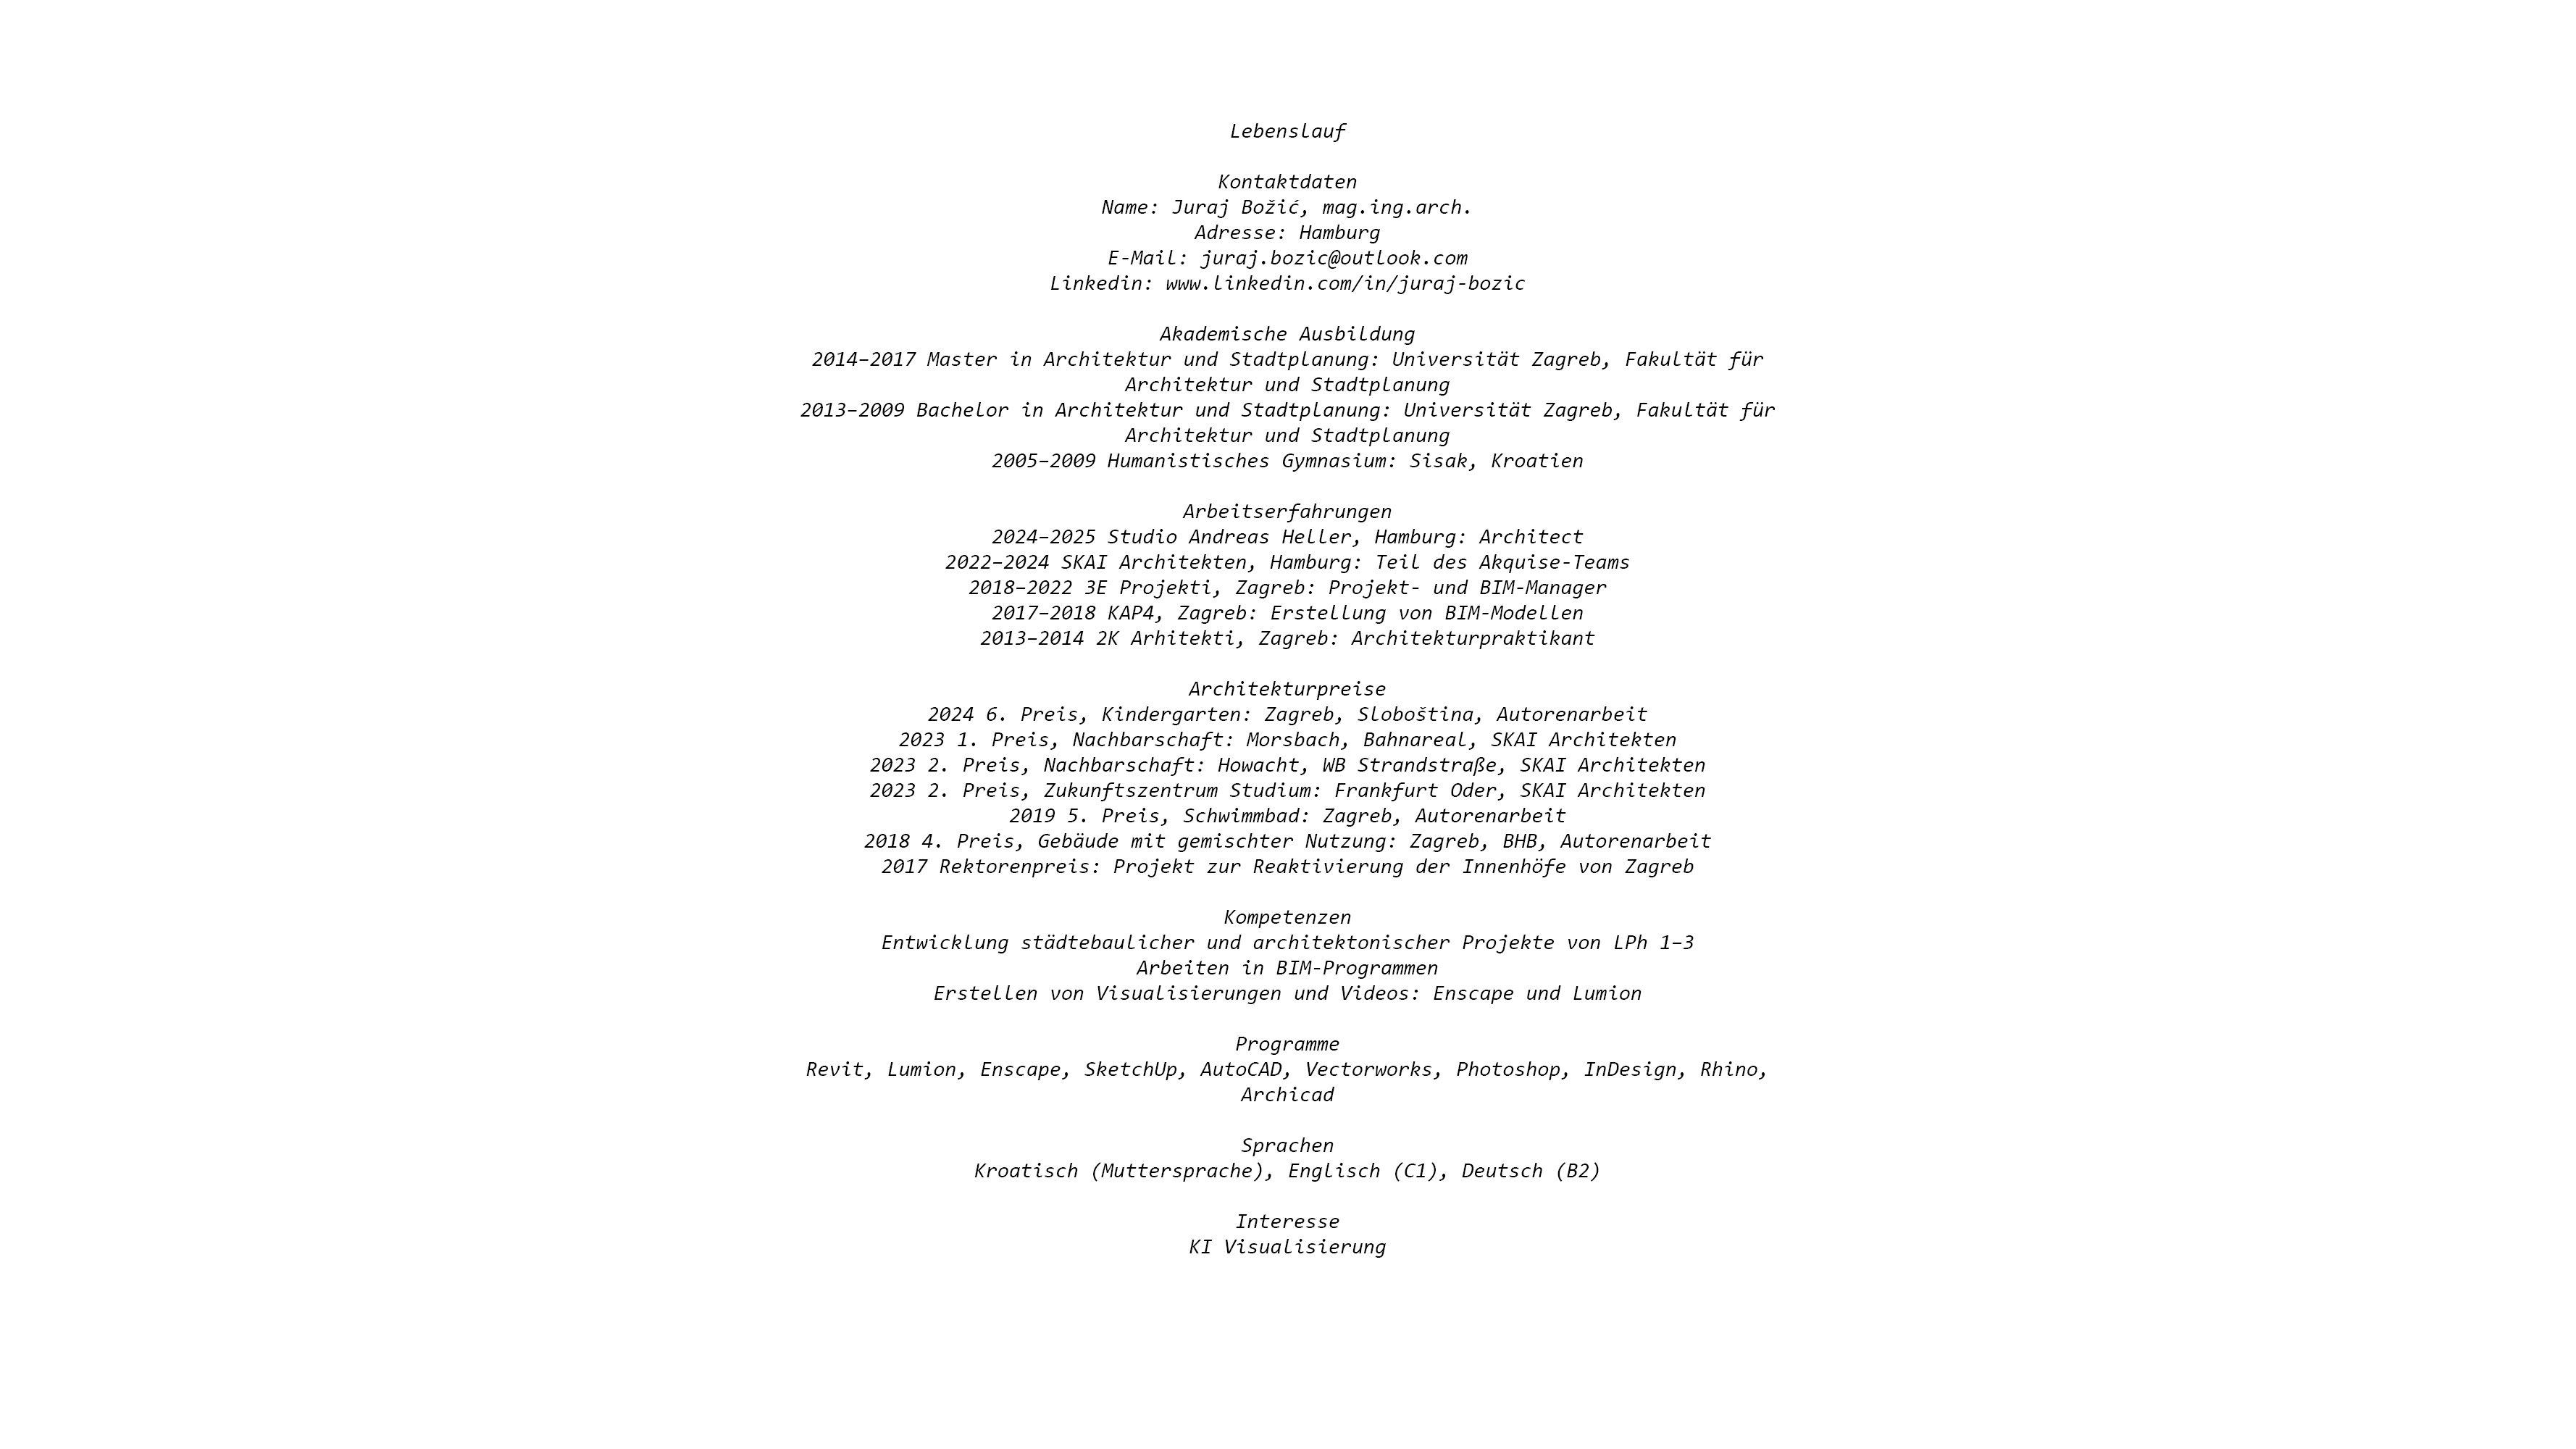 Lebenslauf
Kontaktdaten
Name: Juraj Božić, mag.ing.arch.
Adresse: Hamburg
E-Mail: juraj.bozic@outlook.com
Linkedin: www.linkedin.com/in/juraj-bozic
Akademische Ausbildung
2014–2017 Master in Architektur und Stadtplanung: Universität Zagreb, Fakultät für
Architektur und Stadtplanung
2013–2009 Bachelor in Architektur und Stadtplanung: Universität Zagreb, Fakultät für
Architektur und Stadtplanung
2005–2009 Humanistisches Gymnasium: Sisak, Kroatien
Arbeitserfahrungen
2024–2025 Studio Andreas Heller, Hamburg: Architect
2022–2024 SKAI Architekten, Hamburg: Teil des Akquise-Teams
2018–2022 3E Projekti, Zagreb: Projekt- und BIM-Manager
2017–2018 KAP4, Zagreb: Erstellung von BIM-Modellen
2013–2014 2K Arhitekti, Zagreb: Architekturpraktikant
Architekturpreise
2024 6. Preis, Kindergarten: Zagreb, Sloboština, Autorenarbeit
2023 1. Preis, Nachbarschaft: Morsbach, Bahnareal, SKAI Architekten
2023 2. Preis, Nachbarschaft: Howacht, WB Strandstraße, SKAI Architekten
2023 2. Preis, Zukunftszentrum Studium: Frankfurt Oder, SKAI Architekten
2019 5. Preis, Schwimmbad: Zagreb, Autorenarbeit
2018 4. Preis, Gebäude mit gemischter Nutzung: Zagreb, BHB, Autorenarbeit
2017 Rektorenpreis: Projekt zur Reaktivierung der Innenhöfe von Zagreb
Kompetenzen
Entwicklung städtebaulicher und architektonischer Projekte von LPh 1–3
Arbeiten in BIM-Programmen
Erstellen von Visualisierungen und Videos: Enscape und Lumion
Programme
Revit, Lumion, Enscape, SketchUp, AutoCAD, Vectorworks, Photoshop, InDesign, Rhino,
Archicad
Sprachen
Kroatisch (Muttersprache), Englisch (C1), Deutsch (B2)
Interesse
KI Visualisierung